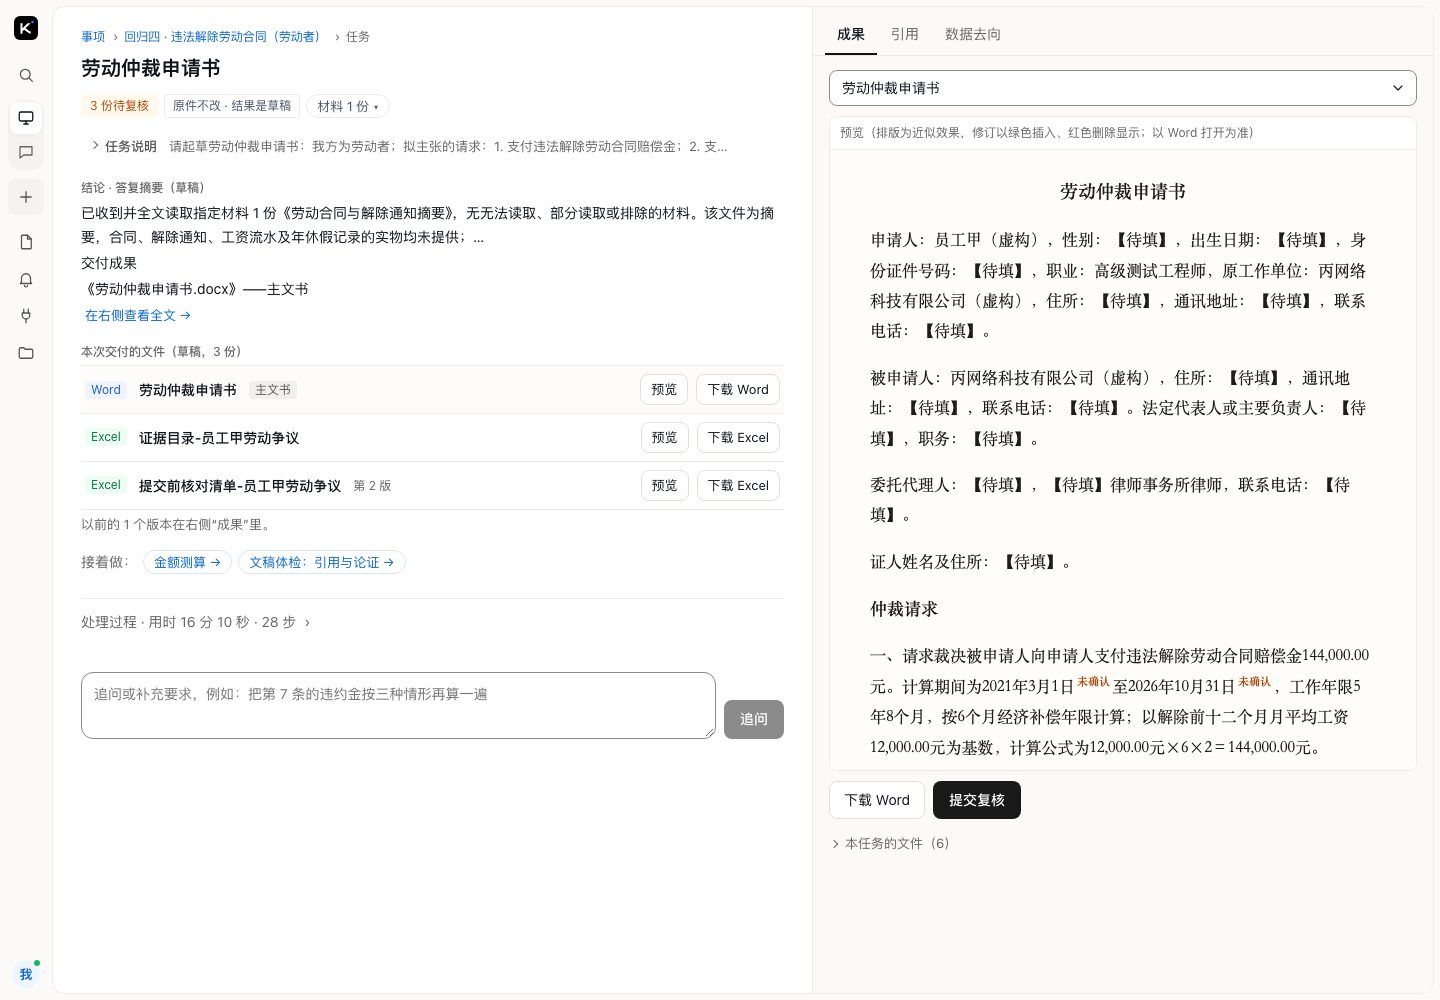 事项 › 回归四 · 违法解除劳动合同（劳动者） › 任务
劳动仲裁申请书
3 份待复核 原件不改 · 结果是草稿 材料 1 份
任务说明 请起草劳动仲裁申请书：我方为劳动者；拟主张的请求：1. 支付违法解除劳动合同赔偿金；2. 支...
结论 · 答复摘要（草稿）
已收到并全文读取指定材料 1 份《劳动合同与解除通知摘要》，无无法读取、部分读取或排除的材料。该文件为摘
要，合同、解除通知、工资流水及年休假记录的实物均未提供；...
交付成果
《劳动仲裁申请书.docx》——主文书
在右侧查看全文 →
本次交付的文件（草稿，3 份）
Word 劳动仲裁申请书 主文书 预览 下载 Word
Excel 证据目录-员工甲劳动争议 预览 下载 Excel
Excel 提交前核对清单-员工甲劳动争议 第 2 版 预览 下载 Excel
以前的 1 个版本在右侧“成果”里。
接着做： 金额测算 → 文稿体检：引用与论证 →
处理过程 · 用时 16 分 10 秒 · 28 步 ›
追问或补充要求，例如：把第 7 条的违约金按三种情形再算一遍
追问
我
成果 引用 数据去向
劳动仲裁申请书
预览（排版为近似效果，修订以绿色插入、红色删除显示；以 Word 打开为准）
劳动仲裁申请书
申请人：员工甲（虚构），性别：【待填】，出生日期：【待填】，身
份证件号码：【待填】，职业：高级测试工程师，原工作单位：丙网络
科技有限公司（虚构），住所：【待填】，通讯地址：【待填】，联系
电话：【待填】。
被申请人：丙网络科技有限公司（虚构），住所：【待填】，通讯地
址：【待填】，联系电话：【待填】。法定代表人或主要负责人：【待
填】，职务：【待填】。
委托代理人：【待填】，【待填】律师事务所律师，联系电话：【待
填】。
证人姓名及住所：【待填】。
仲裁请求
一、请求裁决被申请人向申请人支付违法解除劳动合同赔偿金144,000.00
元。计算期间为2021年3月1日 未确认 至2026年10月31日 未确认 ，工作年限5
年8个月，按6个月经济补偿年限计算；以解除前十二个月月平均工资
12,000.00元为基数，计算公式为12,000.00元×6×2＝144,000.00元。
下载 Word 提交复核
本任务的文件（6）